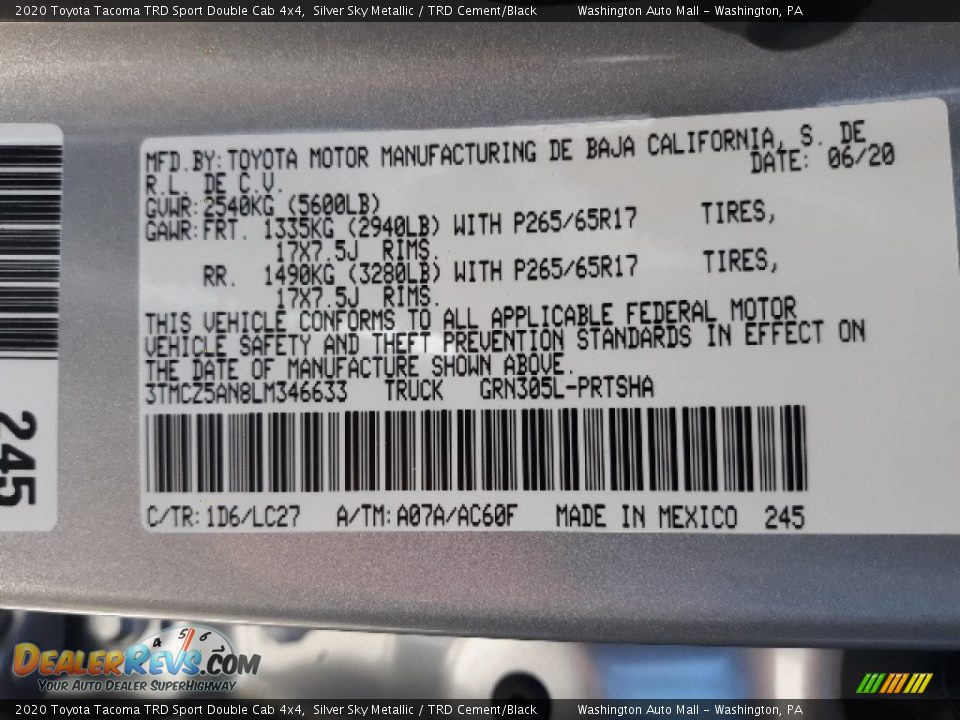 2020 Toyota Tacoma TRD Sport Double Cab 4x4, Silver Sky Metallic / TRD Cement/Black Washington Auto Mall - Washington, PA
MFD.BY:TOYOTA MOTOR MANUFACTURING DE BAJA CALIFORNIA, S. DE
R.L. DE C.V. DATE: 06/20
GVWR:2540KG (5600LB)
GAWR:FRT. 1335KG (2940LB) WITH P265/65R17 TIRES,
17X7.5J RIMS.
RR. 1490KG (3280LB) WITH P265/65R17 TIRES,
17X7.5J RIMS.
THIS VEHICLE CONFORMS TO ALL APPLICABLE FEDERAL MOTOR
VEHICLE SAFETY AND THEFT PREVENTION STANDARDS IN EFFECT ON
THE DATE OF MANUFACTURE SHOWN ABOVE.
3TMCZ5AN8LM346633 TRUCK GRN305L-PRTSHA
C/TR:1D6/LC27 A/TM:A07A/AC60F MADE IN MEXICO 245
245
4 5 6
DEALERREVS.COM
YOUR AUTO DEALER SUPERHIGHWAY
2020 Toyota Tacoma TRD Sport Double Cab 4x4, Silver Sky Metallic / TRD Cement/Black Washington Auto Mall - Washington, PA